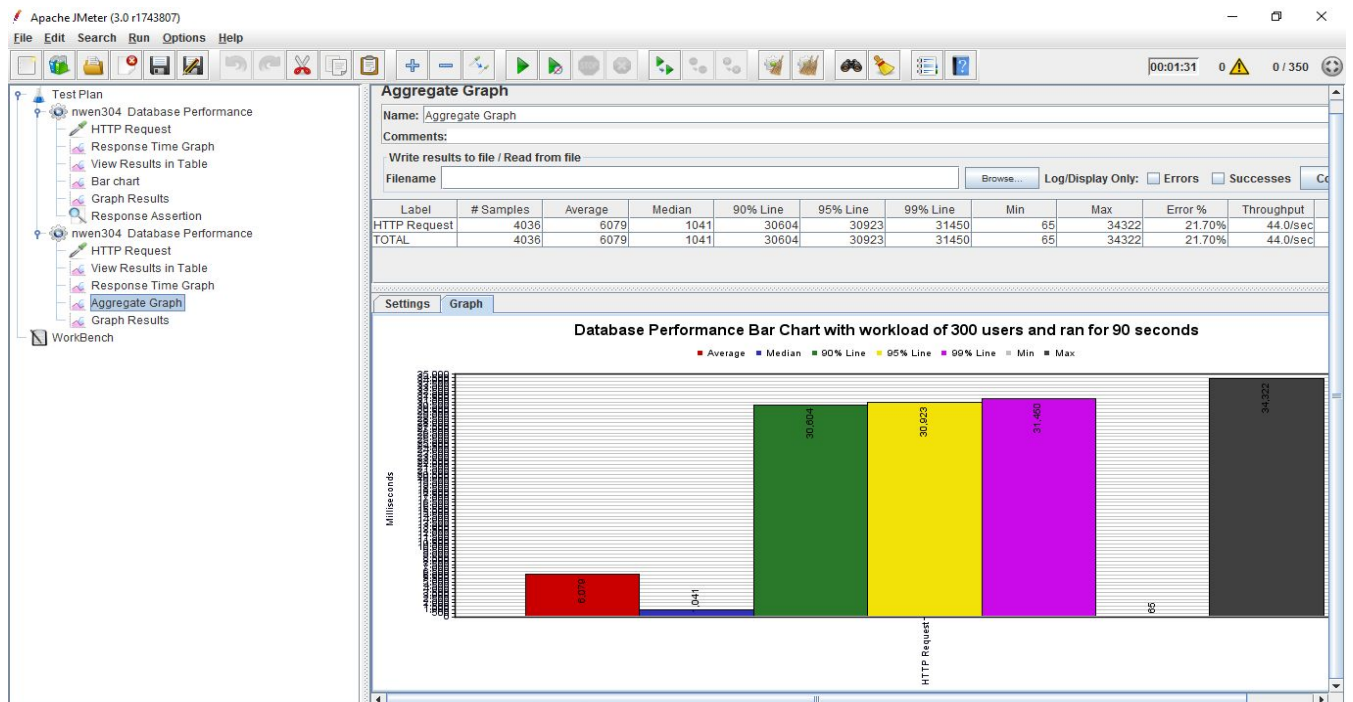 Apache JMeter (3.0 r1743807)
File Edit Search Run Options Help
00:01:31 0 0 / 350
Test Plan
nwen304 Database Performance
HTTP Request
Response Time Graph
View Results in Table
Bar chart
Graph Results
Response Assertion
nwen304 Database Performance
HTTP Request
View Results in Table
Response Time Graph
Aggregate Graph
Graph Results
WorkBench
Aggregate Graph
Name: Aggregate Graph
Comments:
Write results to file / Read from file
Filename Browse... Log/Display Only: Errors Successes Co
Label # Samples Average Median 90% Line 95% Line 99% Line Min Max Error % Throughput
HTTP Request 4036 6079 1041 30604 30923 31450 65 34322 21.70% 44.0/sec
TOTAL 4036 6079 1041 30604 30923 31450 65 34322 21.70% 44.0/sec
Settings Graph
Database Performance Bar Chart with workload of 300 users and ran for 90 seconds
Average Median 90% Line 95% Line 99% Line Min Max
Milliseconds
6,079
1,041
30,604
30,923
31,450
65
34,322
HTTP Request